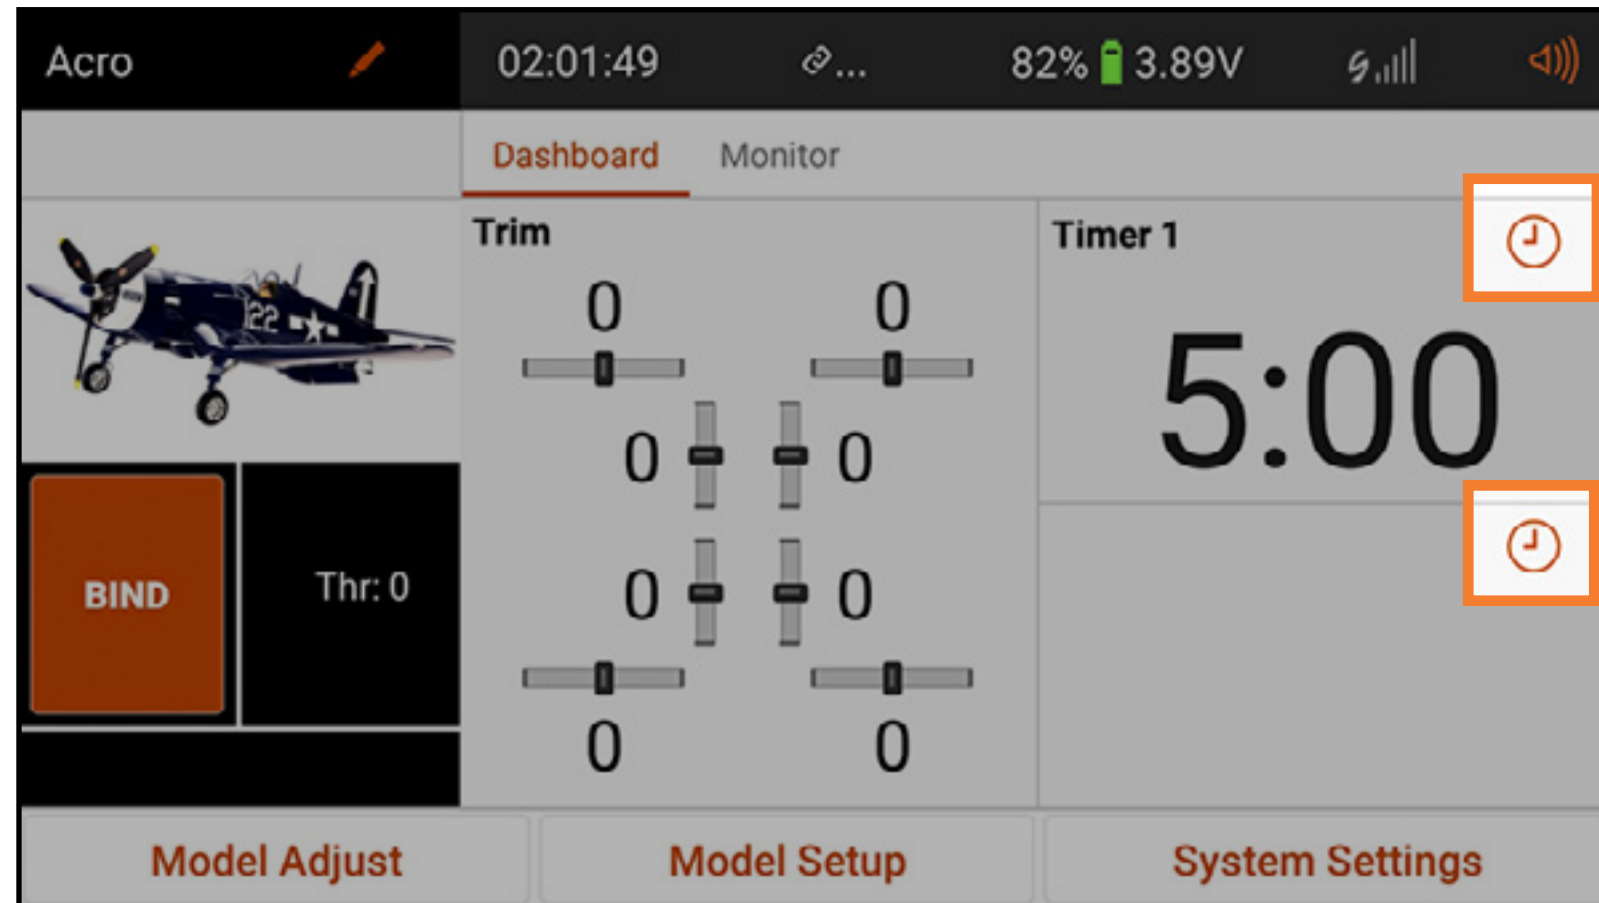 Acro
02:01:49
...
82% 3.89V
Dashboard Monitor
Trim
0 0
0 0
0 0
0 0
Timer 1
5:00
22
BIND
Thr: 0
Model Adjust
Model Setup
System Settings